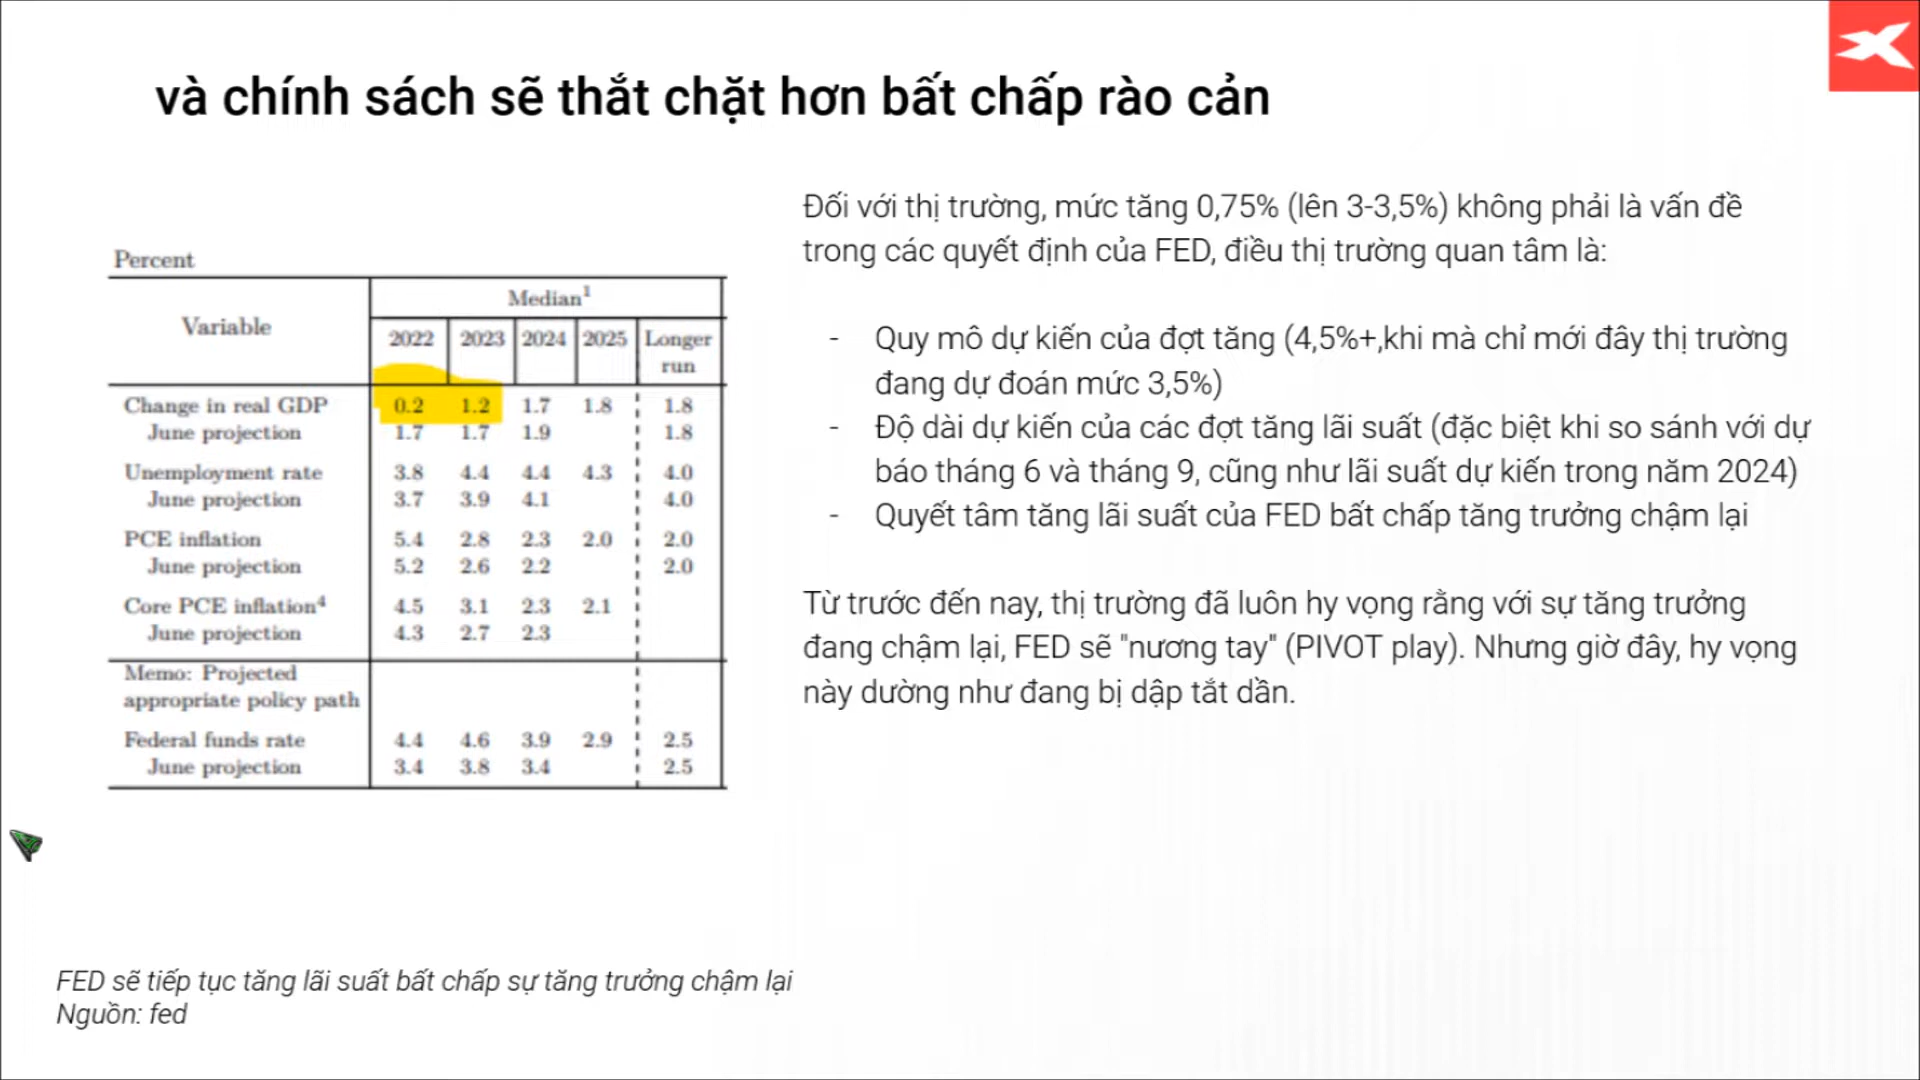 và chính sách sẽ thắt chặt hơn bất chấp rào cản
Percent
Variable
Median¹
2022 2023 2024 2025 Longer run
Change in real GDP 0.2 1.2 1.7 1.8 1.8
June projection 1.7 1.7 1.9 1.8
Unemployment rate 3.8 4.4 4.4 4.3 4.0
June projection 3.7 3.9 4.1 4.0
PCE inflation 5.4 2.8 2.3 2.0 2.0
June projection 5.2 2.6 2.2 2.0
Core PCE inflation⁴ 4.5 3.1 2.3 2.1
June projection 4.3 2.7 2.3
Memo: Projected
appropriate policy path
Federal funds rate 4.4 4.6 3.9 2.9 2.5
June projection 3.4 3.8 3.4 2.5
Đối với thị trường, mức tăng 0,75% (lên 3-3,5%) không phải là vấn đề
trong các quyết định của FED, điều thị trường quan tâm là:
- Quy mô dự kiến của đợt tăng (4,5%+,khi mà chỉ mới đây thị trường
đang dự đoán mức 3,5%)
- Độ dài dự kiến của các đợt tăng lãi suất (đặc biệt khi so sánh với dự
báo tháng 6 và tháng 9, cũng như lãi suất dự kiến trong năm 2024)
- Quyết tâm tăng lãi suất của FED bất chấp tăng trưởng chậm lại
Từ trước đến nay, thị trường đã luôn hy vọng rằng với sự tăng trưởng
đang chậm lại, FED sẽ "nương tay" (PIVOT play). Nhưng giờ đây, hy vọng
này dường như đang bị dập tắt dần.
FED sẽ tiếp tục tăng lãi suất bất chấp sự tăng trưởng chậm lại
Nguồn: fed